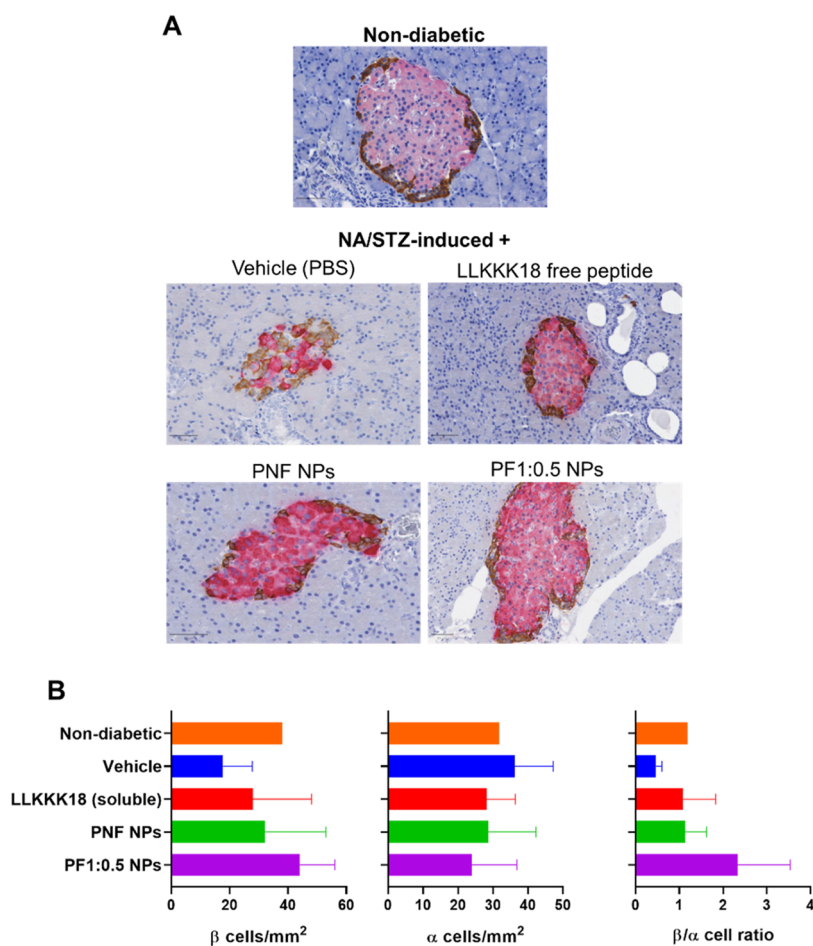 A
Non-diabetic
NA/STZ-induced +
Vehicle (PBS)
LLKKK18 free peptide
PNF NPs
PF1:0.5 NPs
B
Non-diabetic
Vehicle
LLKKK18 (soluble)
PNF NPs
PF1:0.5 NPs
0 20 40 60
β cells/mm²
0 10 20 30 40 50
α cells/mm²
0 1 2 3 4
β/α cell ratio